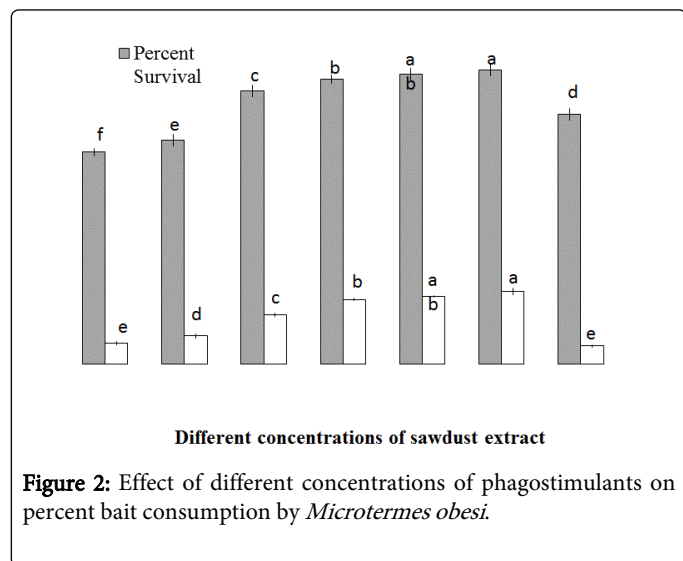 Percent
Survival
f
e
c
b
a
b
a
d
e
d
c
b
a
b
a
e
Different concentrations of sawdust extract
Figure 2: Effect of different concentrations of phagostimulants on
percent bait consumption by Microtermes obesi.